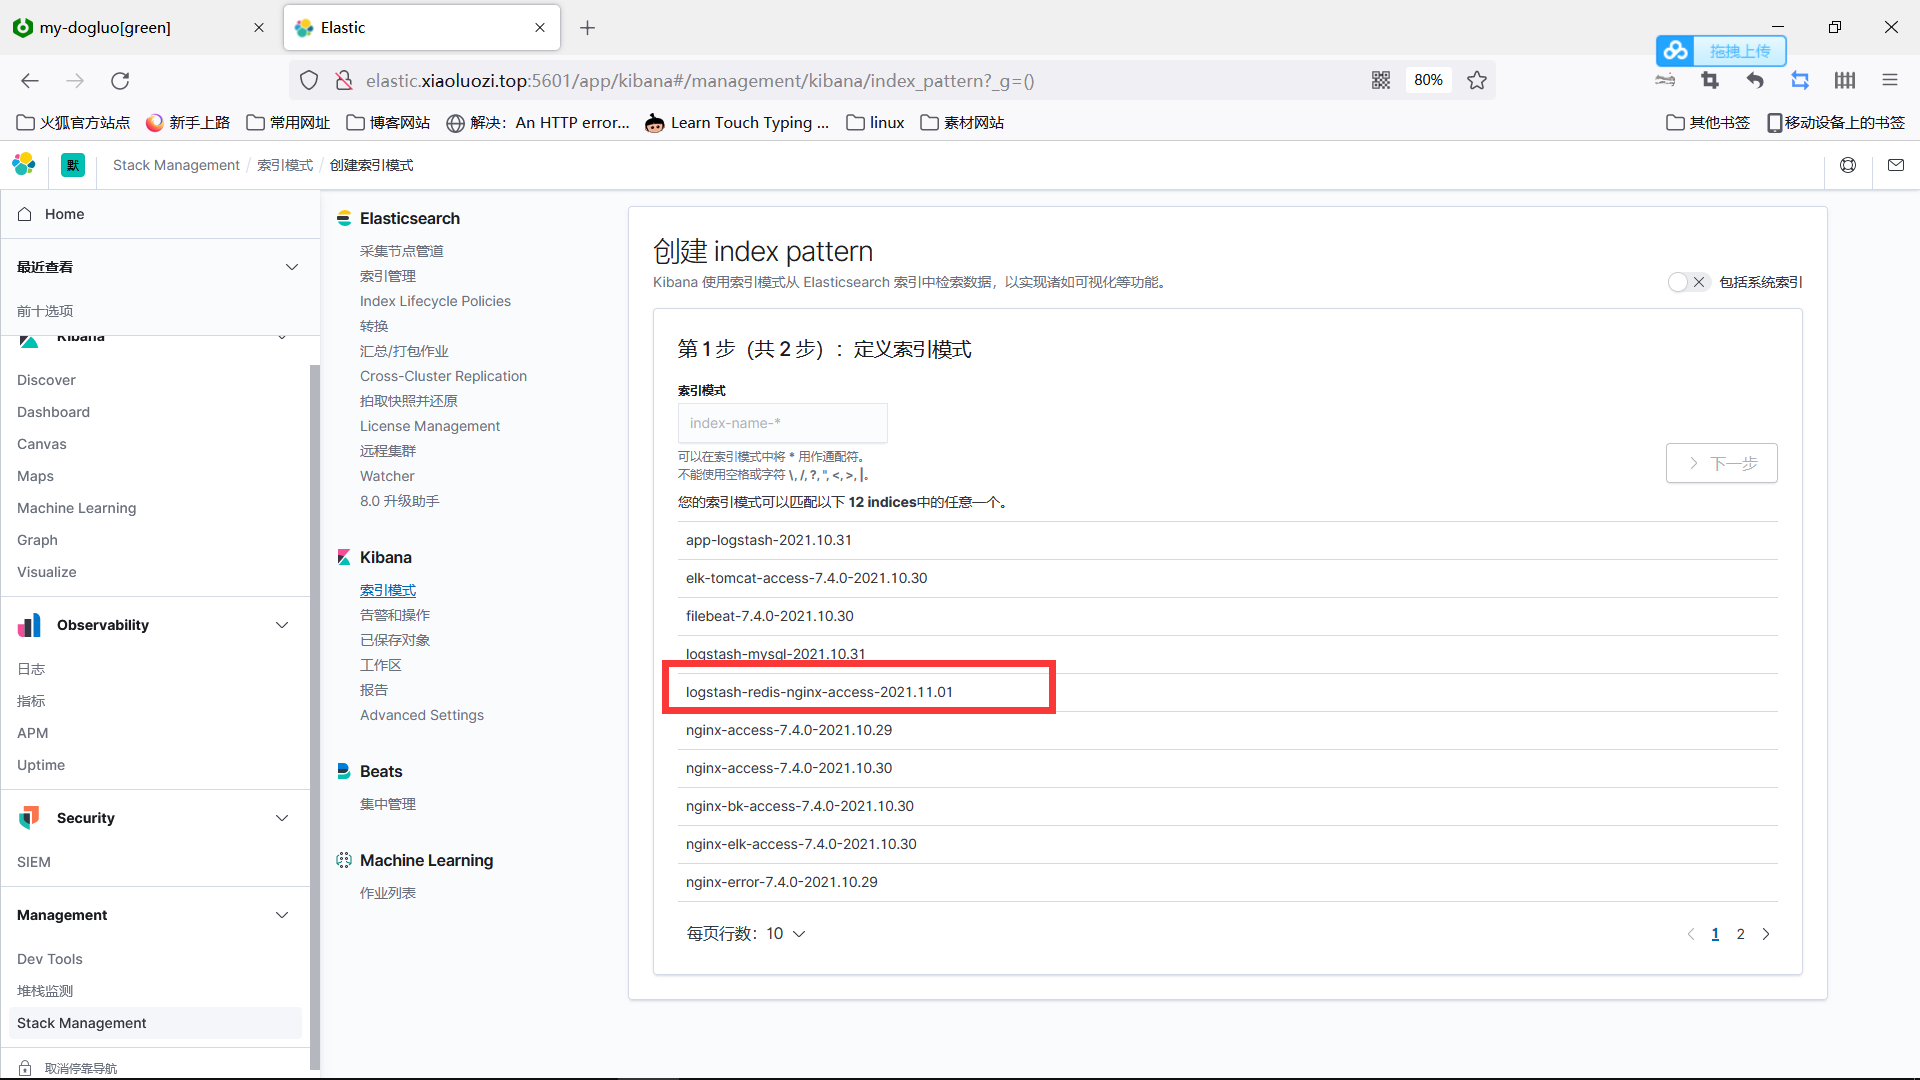 my-dogluo[green]
Elastic
拖拽上传
elastic.xiaoluozi.top:5601/app/kibana#/management/kibana/index_pattern?_g=()
80%
火狐官方站点
新手上路
常用网址
博客网站
解决：An HTTP error...
Learn Touch Typing ...
linux
素材网站
其他书签
移动设备上的书签
默
Stack Management / 索引模式 / 创建索引模式
Home
最近查看
前十选项
Kibana
Discover
Dashboard
Canvas
Maps
Machine Learning
Graph
Visualize
Observability
日志
指标
APM
Uptime
Security
SIEM
Management
Dev Tools
堆栈监测
Stack Management
取消停靠导航
Elasticsearch
采集节点管道
索引管理
Index Lifecycle Policies
转换
汇总/打包作业
Cross-Cluster Replication
拍取快照并还原
License Management
远程集群
Watcher
8.0 升级助手
Kibana
索引模式
告警和操作
已保存对象
工作区
报告
Advanced Settings
Beats
集中管理
Machine Learning
作业列表
创建 index pattern
Kibana 使用索引模式从 Elasticsearch 索引中检索数据，以实现诸如可视化等功能。
包括系统索引
第 1 步（共 2 步）：定义索引模式
索引模式
index-name-*
可以在索引模式中将 * 用作通配符。
不能使用空格或字符 \, /, ?, ", <, >, |。
下一步
您的索引模式可以匹配以下 12 indices中的任意一个。
app-logstash-2021.10.31
elk-tomcat-access-7.4.0-2021.10.30
filebeat-7.4.0-2021.10.30
logstash-mysql-2021.10.31
logstash-redis-nginx-access-2021.11.01
nginx-access-7.4.0-2021.10.29
nginx-access-7.4.0-2021.10.30
nginx-bk-access-7.4.0-2021.10.30
nginx-elk-access-7.4.0-2021.10.30
nginx-error-7.4.0-2021.10.29
每页行数：10
1
2